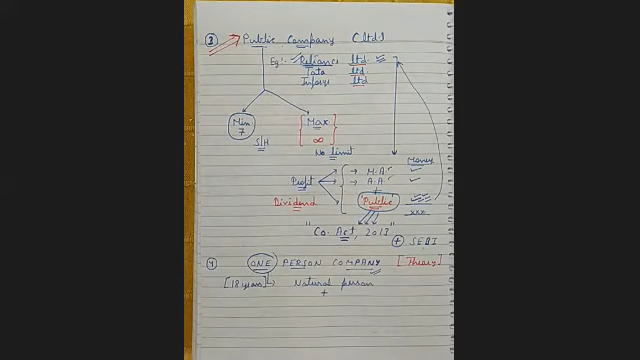 ③ Public Company (Ltd)
Eg:- Reliance Ltd.
Tata Ltd.
Infosys Ltd
Min. 7
Max ∞
S/H
No limit
Money
Profit → M.A
→ A.A.
+
Dividend "Public"
xxx
"Co. Act, 2013"
+ SEBI
4 ONE PERSON COMPANY [Theory]
[18 years] Natural person
+